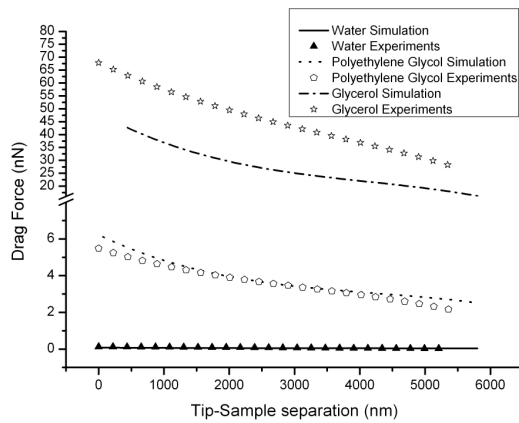 Water Simulation
Water Experiments
Polyethylene Glycol Simulation
Polyethylene Glycol Experiments
Glycerol Simulation
Glycerol Experiments
80
75
70
65
60
55
50
45
40
35
30
25
20
6
4
2
0
Drag Force (nN)
0 1000 2000 3000 4000 5000 6000
Tip-Sample separation (nm)